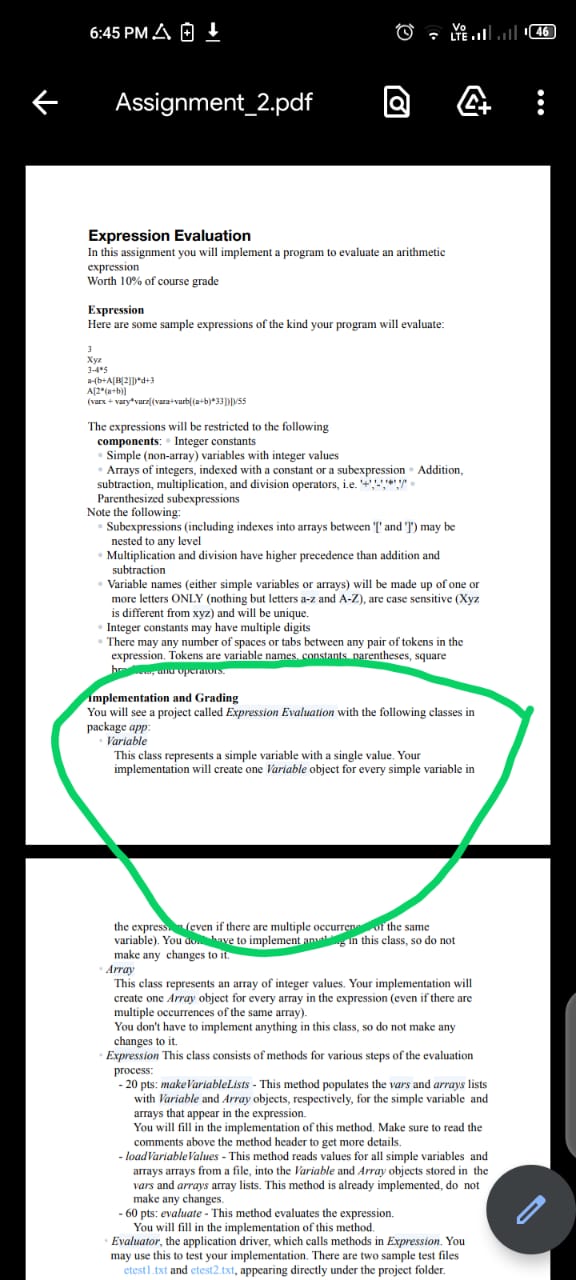 6:45 PM
Vo
LTE
46
Assignment_2.pdf
Expression Evaluation
In this assignment you will implement a program to evaluate an arithmetic
expression
Worth 10% of course grade
Expression
Here are some sample expressions of the kind your program will evaluate:
3
Xyz
3-4*5
a-(b+A[B[2]])*d+3
A[2*(a+b)]
(varx + vary*varz[(vara+varb[(a+b)*33])])/55
The expressions will be restricted to the following
components: • Integer constants
• Simple (non-array) variables with integer values
• Arrays of integers, indexed with a constant or a subexpression • Addition,
subtraction, multiplication, and division operators, i.e. '+','-','*','/' •
Parenthesized subexpressions
Note the following:
• Subexpressions (including indexes into arrays between '[' and ']') may be
nested to any level
• Multiplication and division have higher precedence than addition and
subtraction
• Variable names (either simple variables or arrays) will be made up of one or
more letters ONLY (nothing but letters a-z and A-Z), are case sensitive (Xyz
is different from xyz) and will be unique.
• Integer constants may have multiple digits
• There may any number of spaces or tabs between any pair of tokens in the
expression. Tokens are variable names, constants, parentheses, square
and operators.
Implementation and Grading
You will see a project called Expression Evaluation with the following classes in
package app:
• Variable
This class represents a simple variable with a single value. Your
implementation will create one Variable object for every simple variable in
the (even if there are multiple of the same
variable). You don't have to implement anything in this class, so do not
make any changes to it.
• Array
This class represents an array of integer values. Your implementation will
create one Array object for every array in the expression (even if there are
multiple occurrences of the same array).
You don't have to implement anything in this class, so do not make any
changes to it.
• Expression This class consists of methods for various steps of the evaluation
process:
- 20 pts: makeVariableLists - This method populates the vars and arrays lists
with Variable and Array objects, respectively, for the simple variable and
arrays that appear in the expression.
You will fill in the implementation of this method. Make sure to read the
comments above the method header to get more details.
- loadVariableValues - This method reads values for all simple variables and
arrays arrays from a file, into the Variable and Array objects stored in the
vars and arrays array lists. This method is already implemented, do not
make any changes.
- 60 pts: evaluate - This method evaluates the expression.
You will fill in the implementation of this method.
• Evaluator, the application driver, which calls methods in Expression. You
may use this to test your implementation. There are two sample test files
etest1.txt and etest2.txt, appearing directly under the project folder.